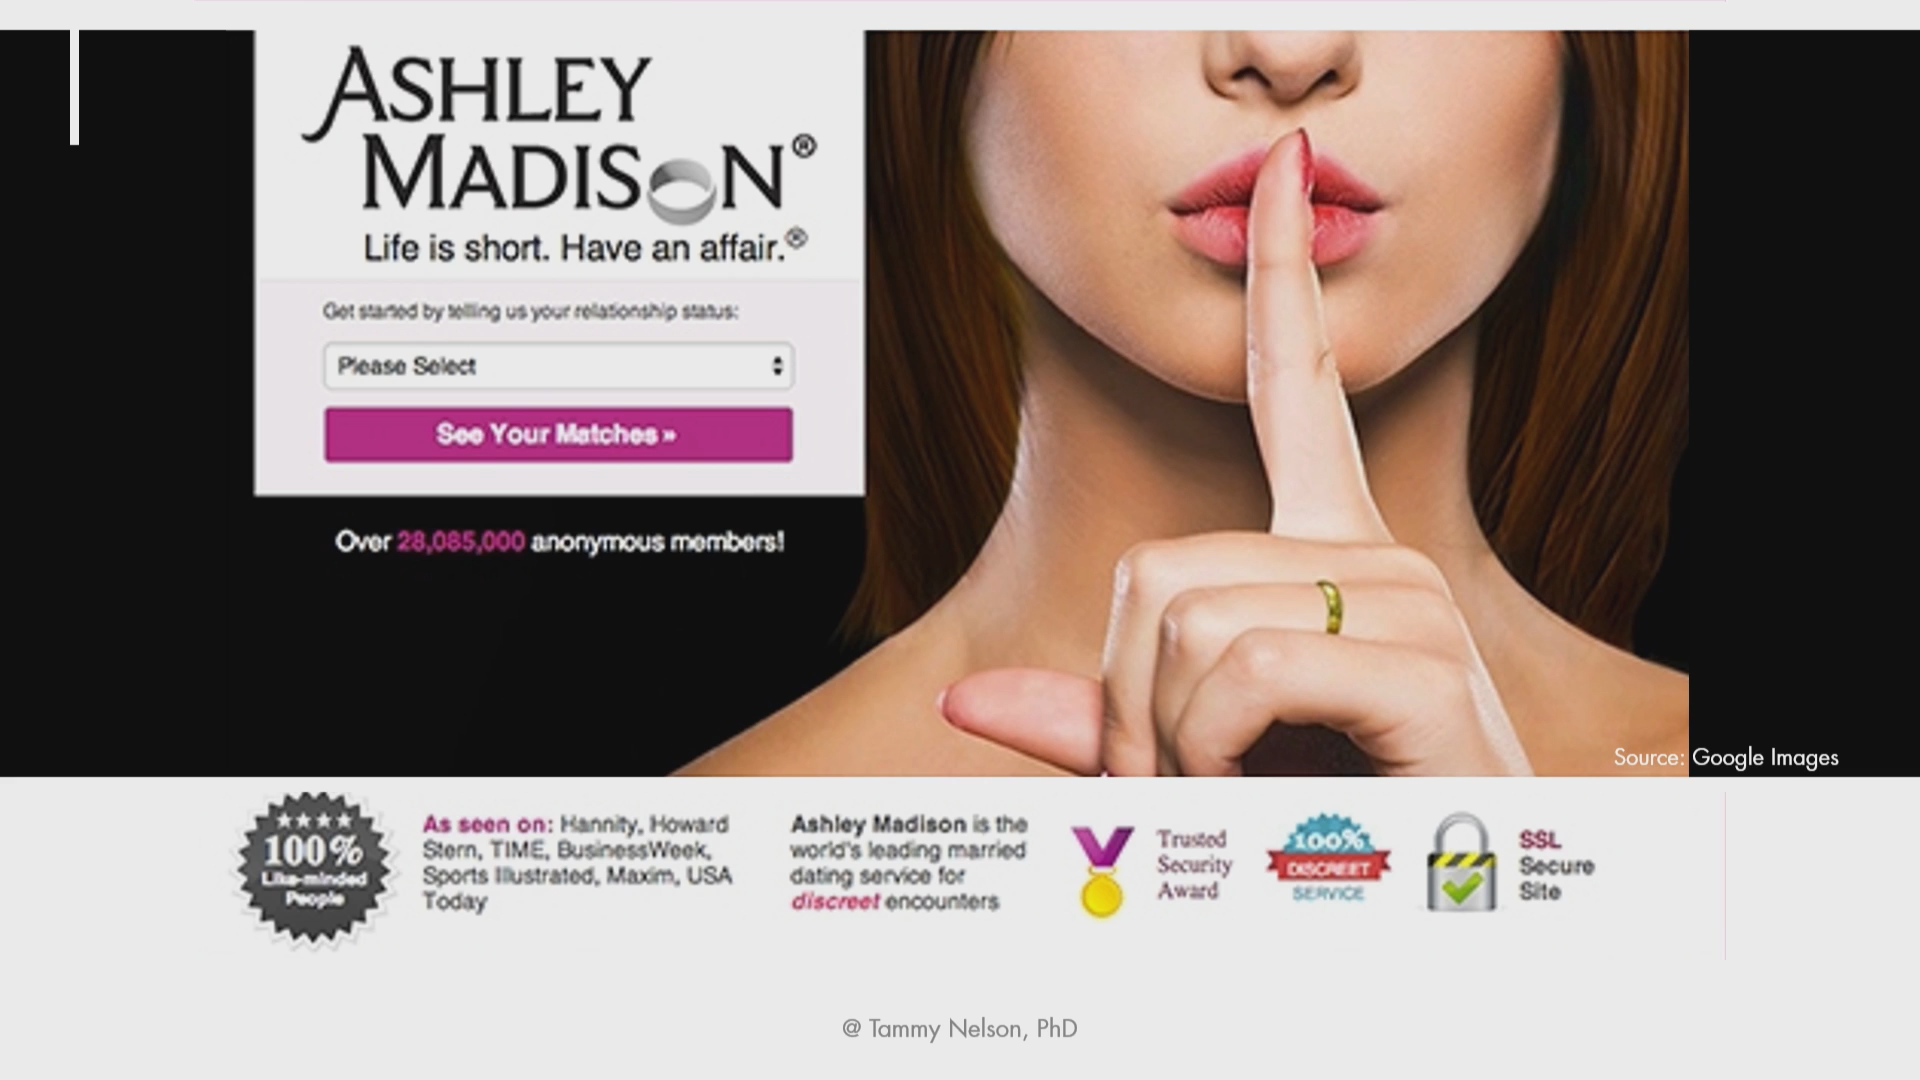 ASHLEY
MADISON®
Life is short. Have an affair.®
Get started by telling us your relationship status:
Please Select
See Your Matches »
Over 28,085,000 anonymous members!
Source: Google Images
★★★★
100%
Like-minded
People
As seen on: Hannity, Howard
Stern, TIME, BusinessWeek,
Sports Illustrated, Maxim, USA
Today
Ashley Madison is the
world's leading married
dating service for
discreet encounters
Trusted
Security
Award
100%
DISCREET
SERVICE
SSL
Secure
Site
@ Tammy Nelson, PhD